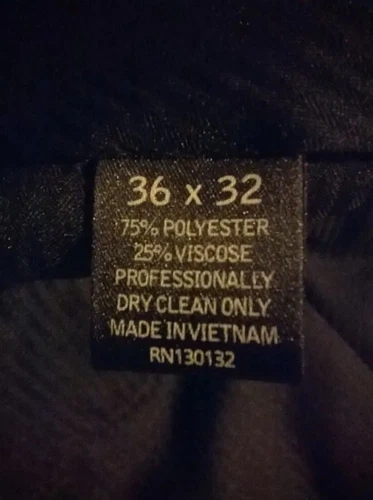 36 x 32
75% POLYESTER
25% VISCOSE
PROFESSIONALLY
DRY CLEAN ONLY
MADE IN VIETNAM
RN130132